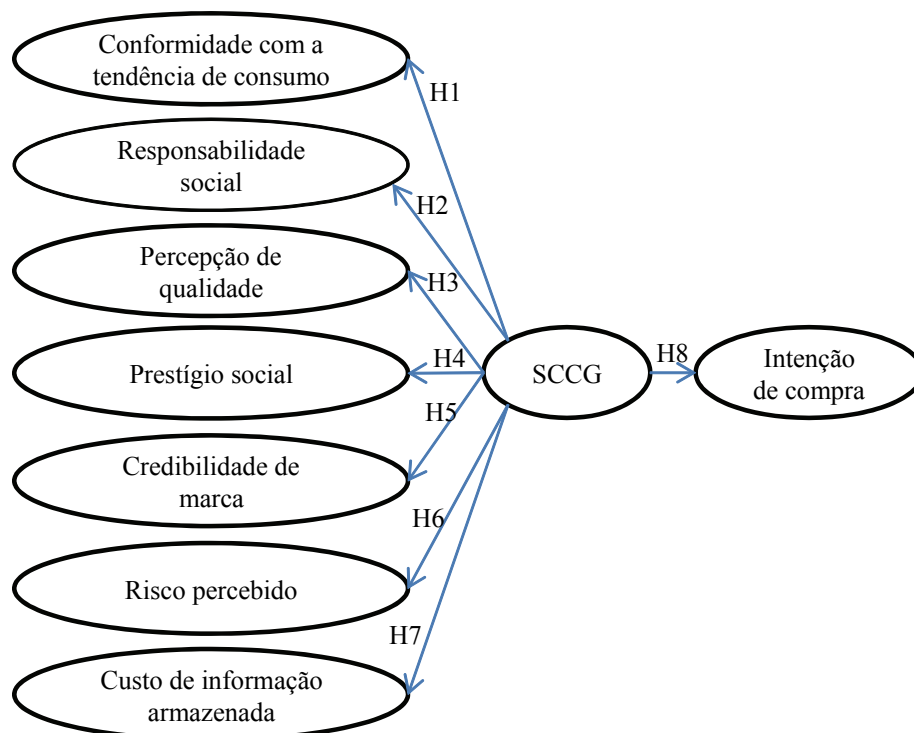 Conformidade com a
tendência de consumo
H1
Responsabilidade
social
H2
Percepção de
qualidade
H3
Prestígio social
H4
SCCG
H8
Intenção
de compra
H5
Credibilidade de
marca
H6
Risco percebido
H7
Custo de informação
armazenada